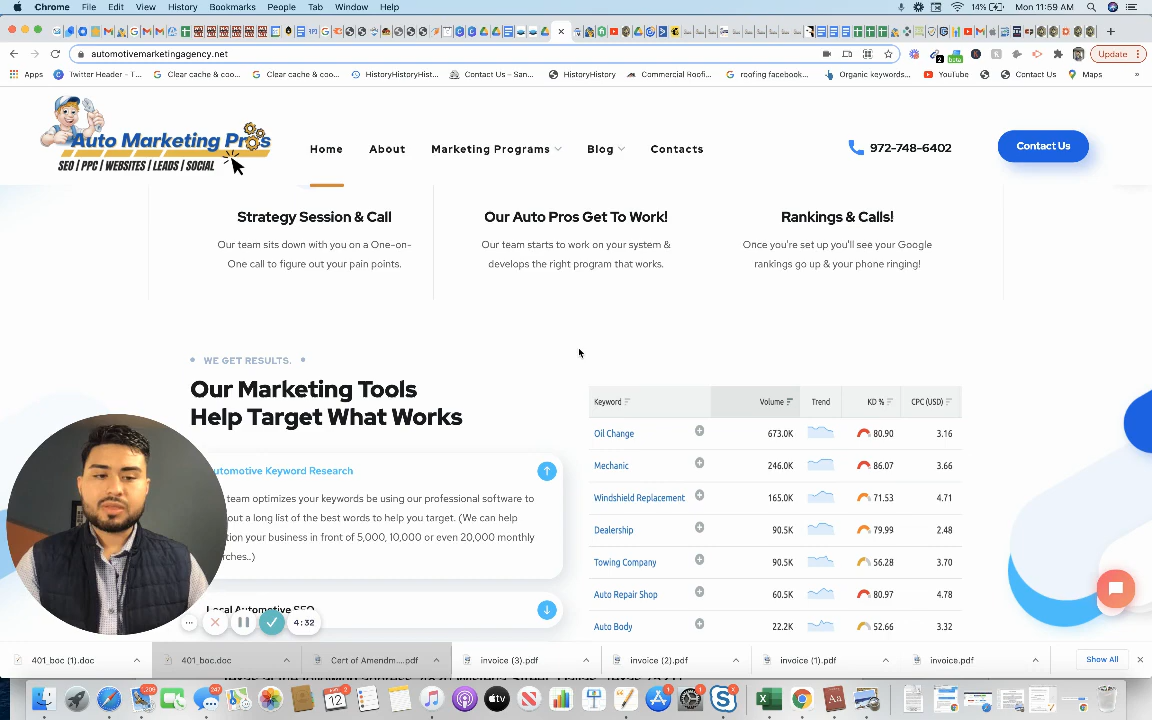 Chrome File Edit View History Bookmarks People Tab Window Help
14% Mon 11:59 AM
automotivemarketingagency.net
2 beta Update
Apps Twitter Header - T... Clear cache & coo... Clear cache & coo... HistoryHistoryHist... Contact Us - San... HistoryHistory Commercial Roofi... roofing facebook... Organic keywords... YouTube Contact Us Maps »
Auto Marketing Pros
SEO | PPC | WEBSITES | LEADS | SOCIAL
Home About Marketing Programs Blog Contacts
972-748-6402
Contact Us
Strategy Session & Call
Our team sits down with you on a One-on-
One call to figure out your pain points.
Our Auto Pros Get To Work!
Our team starts to work on your system &
develops the right program that works.
Rankings & Calls!
Once you're set up you'll see your Google
rankings go up & your phone ringing!
WE GET RESULTS.
Our Marketing Tools
Help Target What Works
utomotive Keyword Research
team optimizes your keywords be using our professional software to
out a long list of the best words to help you target. (We can help
tion your business in front of 5,000, 10,000 or even 20,000 monthly
rches..)
Local Automotive SEO
Keyword Volume Trend KD % CPC (USD)
Oil Change 673.0K 80.90 3.16
Mechanic 246.0K 86.07 3.66
Windshield Replacement 165.0K 71.53 4.71
Dealership 90.5K 79.99 2.48
Towing Company 90.5K 56.28 3.70
Auto Repair Shop 60.5K 80.97 4.78
Auto Body 22.2K 52.66 3.32
4:32
401_boc (1).doc 401_boc.doc Cert of Amendm....pdf invoice (3).pdf invoice (2).pdf invoice (1).pdf invoice.pdf Show All